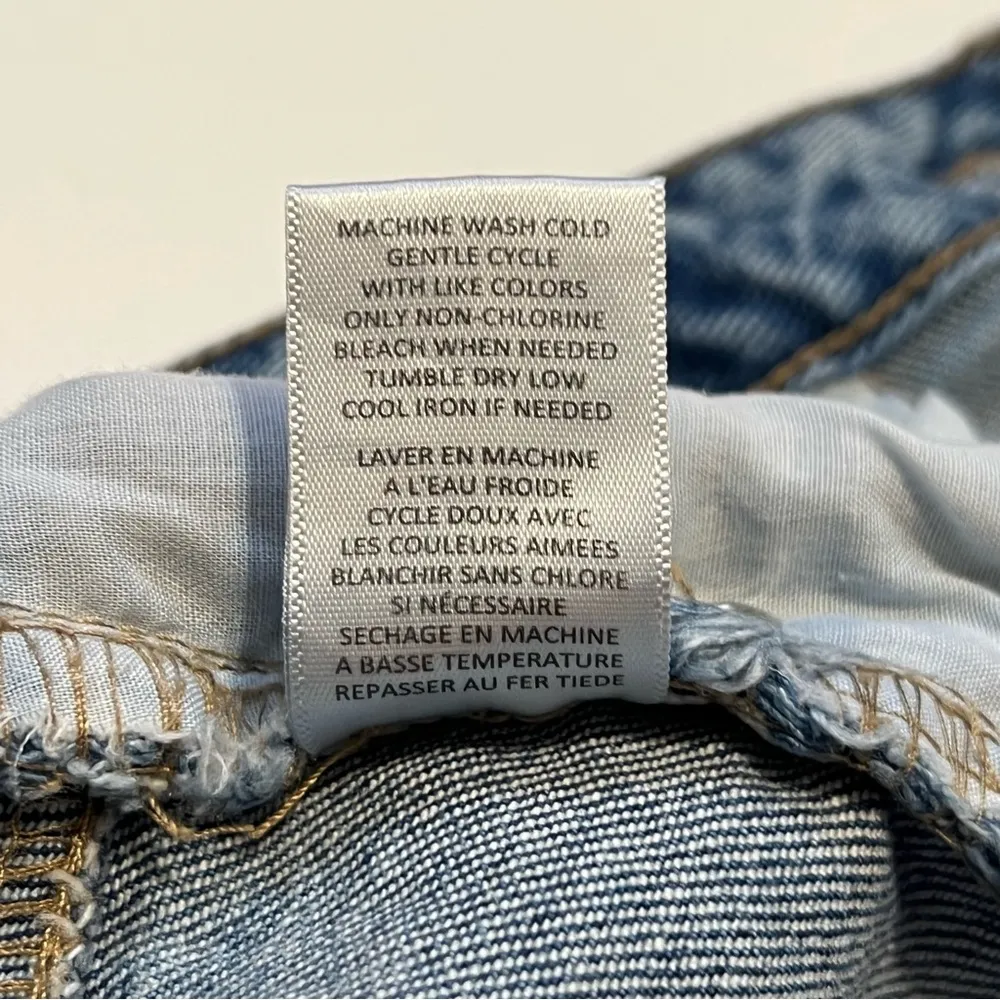 MACHINE WASH COLD
GENTLE CYCLE
WITH LIKE COLORS
ONLY NON-CHLORINE
BLEACH WHEN NEEDED
TUMBLE DRY LOW
COOL IRON IF NEEDED
LAVER EN MACHINE
A L'EAU FROIDE
CYCLE DOUX AVEC
LES COULEURS AIMEES
BLANCHIR SANS CHLORE
SI NÉCESSAIRE
SECHAGE EN MACHINE
A BASSE TEMPERATURE
REPASSER AU FER TIEDE